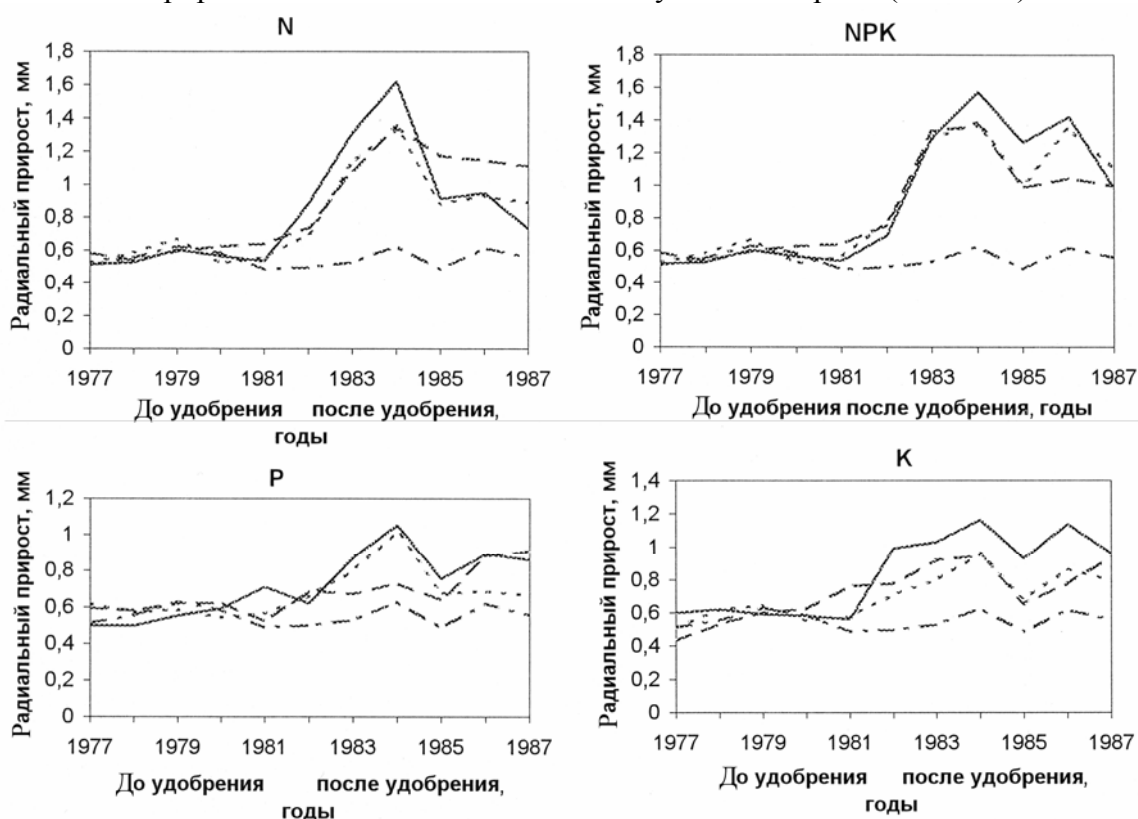 N
Радиальный прирост, мм
1,8
1,6
1,4
1,2
1
0,8
0,6
0,4
0,2
0
1977 1979 1981 1983 1985 1987
До удобрения после удобрения,
годы
NPK
Радиальный прирост, мм
1,8
1,6
1,4
1,2
1
0,8
0,6
0,4
0,2
0
1977 1979 1981 1983 1985 1987
До удобрения после удобрения, годы
P
Радиальный прирост, мм
1,2
1
0,8
0,6
0,4
0,2
0
1977 1979 1981 1983 1985 1987
До удобрения после удобрения,
годы
K
Радиальный прирост, мм
1,4
1,2
1
0,8
0,6
0,4
0,2
0
1977 1979 1981 1983 1985 1987
До удобрения после удобрения,
годы